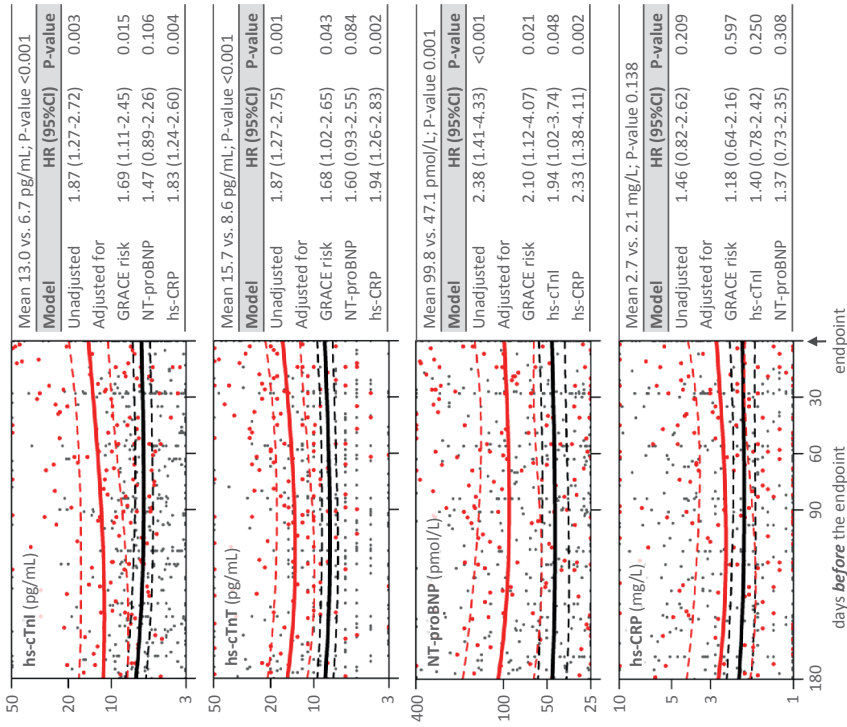 50
20
10
3
hs-cTnI (pg/mL)
Mean 13.0 vs. 6.7 pg/mL; P-value <0.001
Model HR (95%CI) P-value
Unadjusted 1.87 (1.27-2.72) 0.003
Adjusted for
GRACE risk 1.69 (1.11-2.45) 0.015
NT-proBNP 1.47 (0.89-2.26) 0.106
hs-CRP 1.83 (1.24-2.60) 0.004
50
20
10
3
hs-cTnT (pg/mL)
Mean 15.7 vs. 8.6 pg/mL; P-value <0.001
Model HR (95%CI) P-value
Unadjusted 1.87 (1.27-2.75) 0.001
Adjusted for
GRACE risk 1.68 (1.02-2.65) 0.043
NT-proBNP 1.60 (0.93-2.55) 0.084
hs-CRP 1.94 (1.26-2.83) 0.002
400
100
50
25
NT-proBNP (pmol/L)
Mean 99.8 vs. 47.1 pmol/L; P-value 0.001
Model HR (95%CI) P-value
Unadjusted 2.38 (1.41-4.33) <0.001
Adjusted for
GRACE risk 2.10 (1.12-4.07) 0.021
hs-cTnI 1.94 (1.02-3.74) 0.048
hs-CRP 2.33 (1.38-4.11) 0.002
10
5
3
1
hs-CRP (mg/L)
Mean 2.7 vs. 2.1 mg/L; P-value 0.138
Model HR (95%CI) P-value
Unadjusted 1.46 (0.82-2.62) 0.209
Adjusted for
GRACE risk 1.18 (0.64-2.16) 0.597
hs-cTnI 1.40 (0.78-2.42) 0.250
NT-proBNP 1.37 (0.73-2.35) 0.308
180 90 60 30
days before the endpoint endpoint